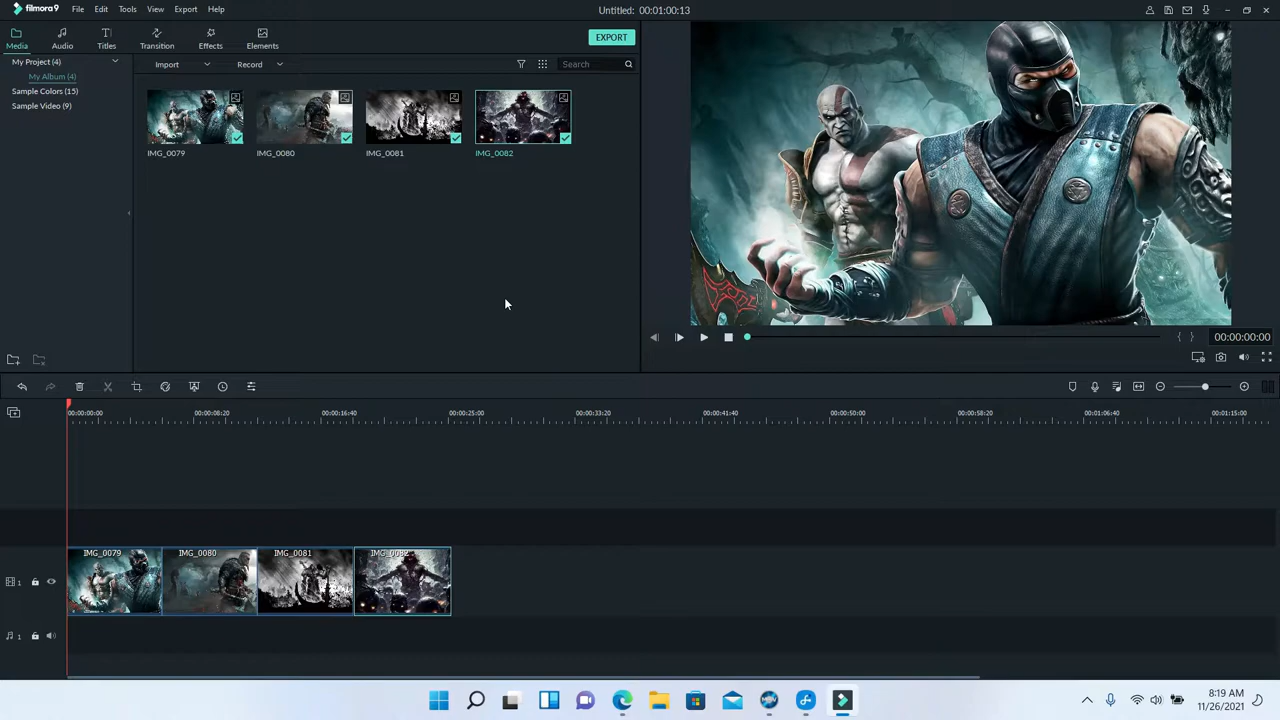 filmora9 File Edit Tools View Export Help Untitled: 00:01:00:13
Media Audio Titles Transition Effects Elements EXPORT
My Project (4) Import Record Search
My Album (4)
Sample Colors (15)
Sample Video (9)
IMG_0079 IMG_0080 IMG_0081 IMG_0082
00:00:00:00
00:00:00:00 00:00:08:20 00:00:16:40 00:00:25:00 00:00:33:20 00:00:41:40 00:00:50:00 00:00:58:20 00:01:06:40 00:01:15:00
IMG_0079 IMG_0080 IMG_0081 IMG_0082
1
1
8:19 AM
11/26/2021